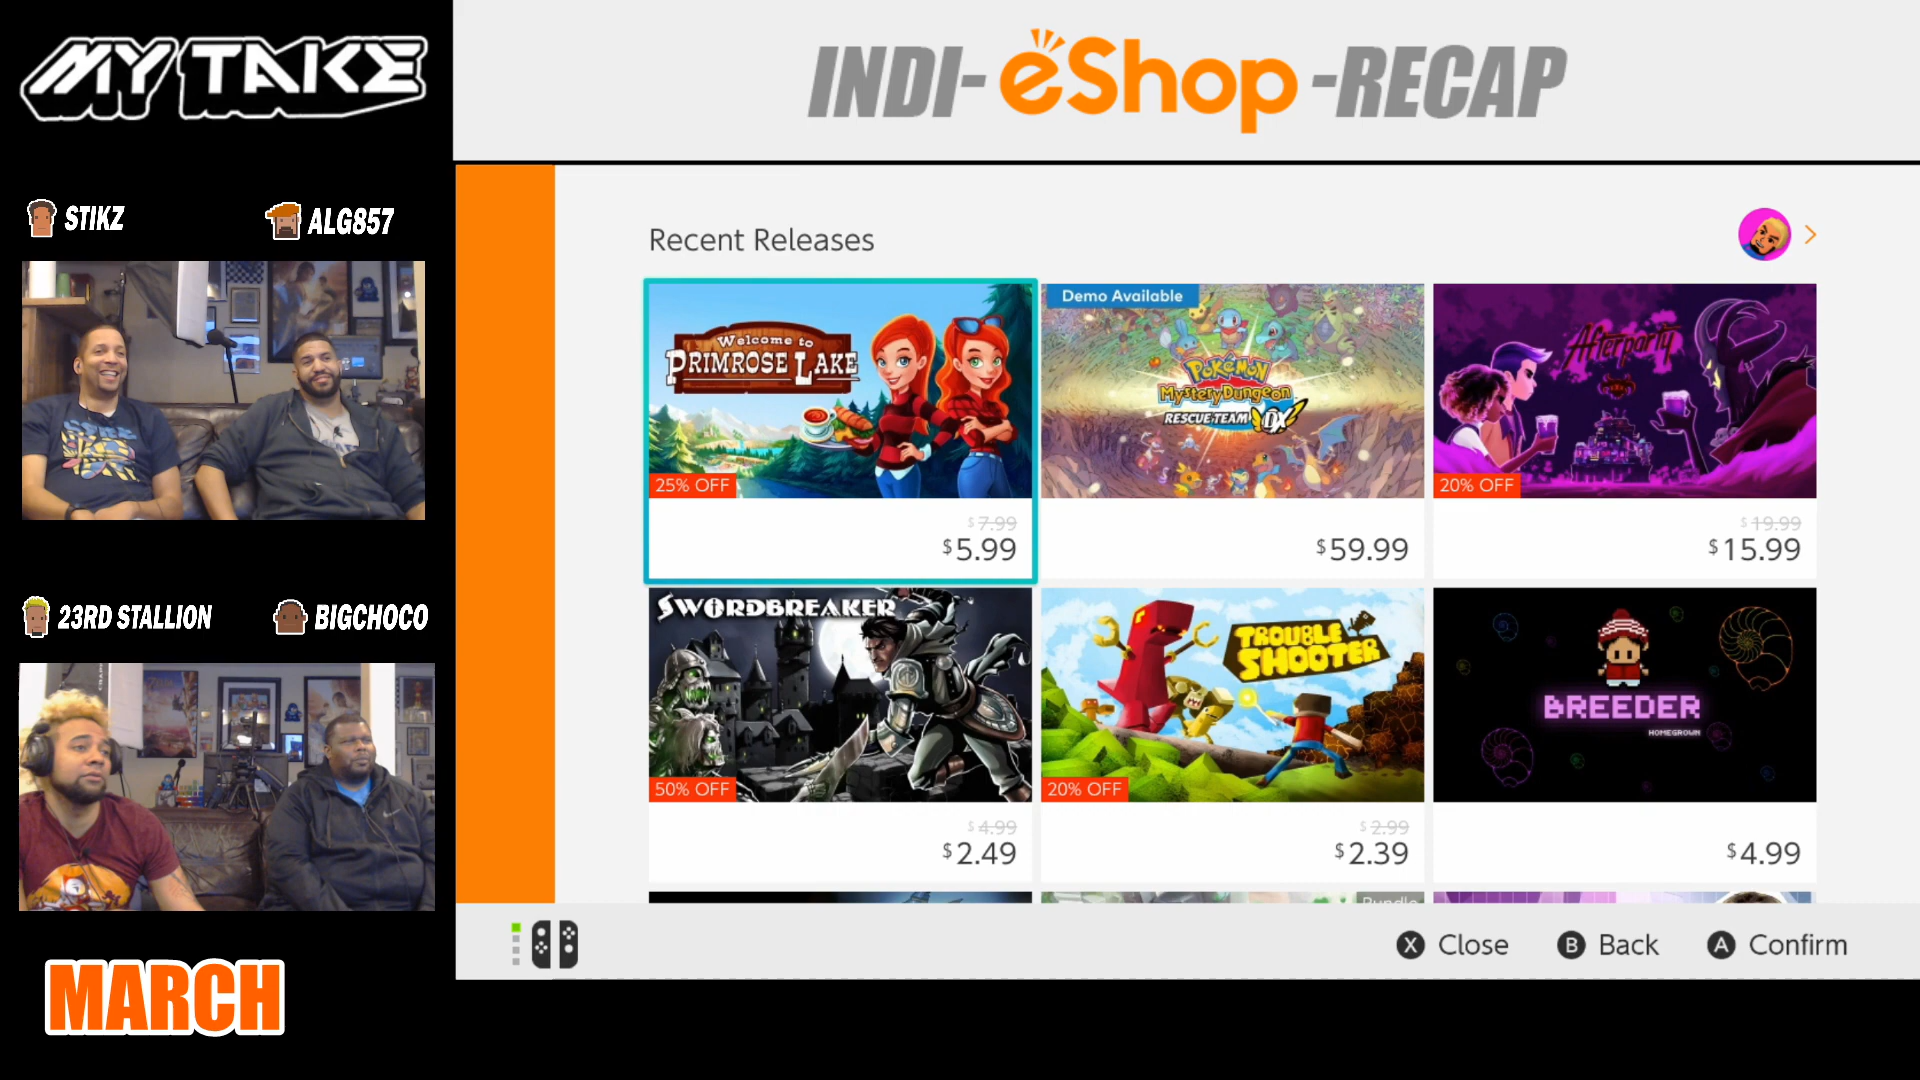 MY TAKE
INDI-eShop-RECAP
STIKZ
ALG857
23RD STALLION
BIGCHOCO
MARCH
Recent Releases
Welcome to
PRIMROSE LAKE
25% OFF
$7.99
$5.99
Demo Available
POKéMON
Mystery Dungeon
RESCUE TEAM DX
$59.99
Afterparty
20% OFF
$19.99
$15.99
SWORDBREAKER
50% OFF
$4.99
$2.49
TROUBLE
SHOOTER
20% OFF
$2.99
$2.39
BREEDER
HOMEGROWN
$4.99
Bundle
X Close
B Back
A Confirm